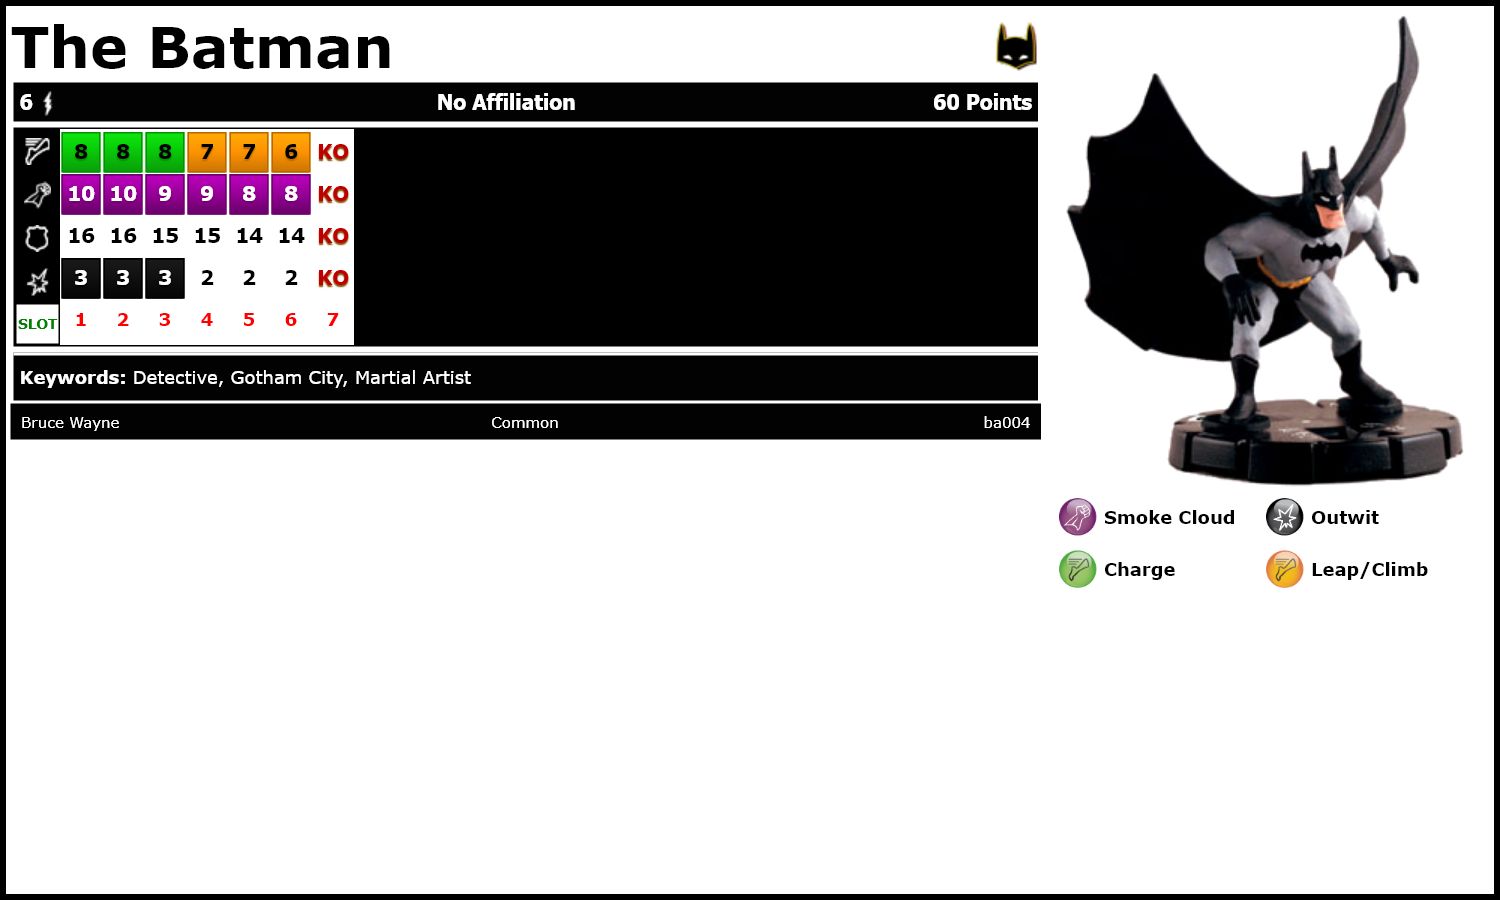 The Batman
6 No Affiliation 60 Points
8 8 8 7 7 6 KO
10 10 9 9 8 8 KO
16 16 15 15 14 14 KO
3 3 3 2 2 2 KO
SLOT 1 2 3 4 5 6 7
Keywords: Detective, Gotham City, Martial Artist
Bruce Wayne Common ba004
Smoke Cloud Outwit
Charge Leap/Climb